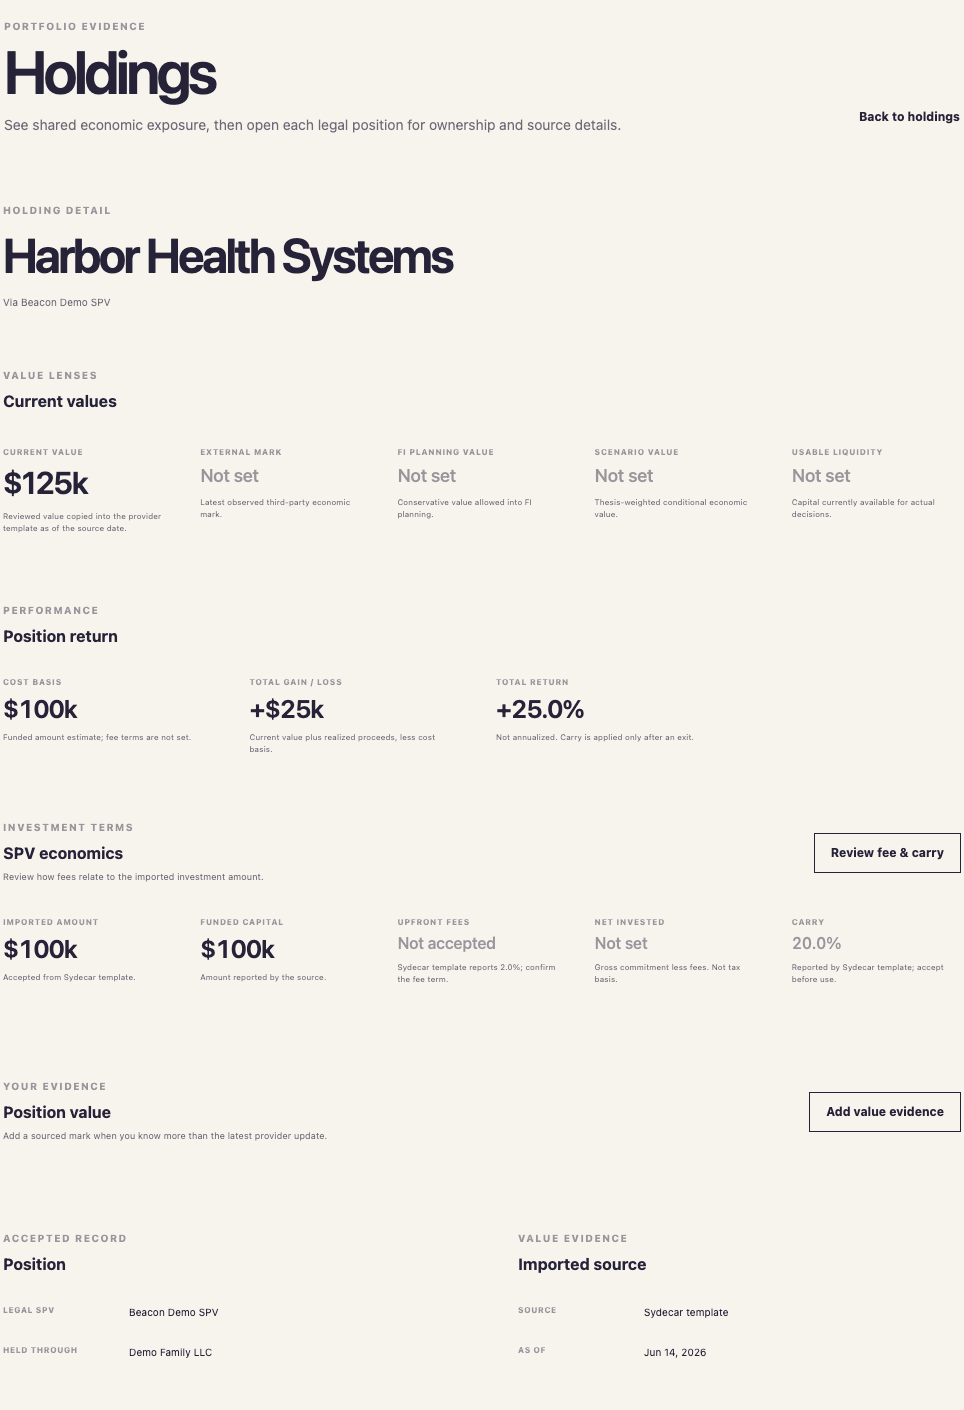 PORTFOLIO EVIDENCE
Holdings
See shared economic exposure, then open each legal position for ownership and source details.
Back to holdings
HOLDING DETAIL
Harbor Health Systems
Via Beacon Demo SPV
VALUE LENSES
Current values
CURRENT VALUE
$125k
Reviewed value copied into the provider
template as of the source date.
EXTERNAL MARK
Not set
Latest observed third-party economic
mark.
FI PLANNING VALUE
Not set
Conservative value allowed into FI
planning.
SCENARIO VALUE
Not set
Thesis-weighted conditional economic
value.
USABLE LIQUIDITY
Not set
Capital currently available for actual
decisions.
PERFORMANCE
Position return
COST BASIS
$100k
Funded amount estimate; fee terms are not set.
TOTAL GAIN / LOSS
+$25k
Current value plus realized proceeds, less cost
basis.
TOTAL RETURN
+25.0%
Not annualized. Carry is applied only after an exit.
INVESTMENT TERMS
SPV economics
Review how fees relate to the imported investment amount.
Review fee & carry
IMPORTED AMOUNT
$100k
Accepted from Sydecar template.
FUNDED CAPITAL
$100k
Amount reported by the source.
UPFRONT FEES
Not accepted
Sydecar template reports 2.0%; confirm
the fee term.
NET INVESTED
Not set
Gross commitment less fees. Not tax
basis.
CARRY
20.0%
Reported by Sydecar template; accept
before use.
YOUR EVIDENCE
Position value
Add a sourced mark when you know more than the latest provider update.
Add value evidence
ACCEPTED RECORD
Position
LEGAL SPV
Beacon Demo SPV
HELD THROUGH
Demo Family LLC
VALUE EVIDENCE
Imported source
SOURCE
Sydecar template
AS OF
Jun 14, 2026